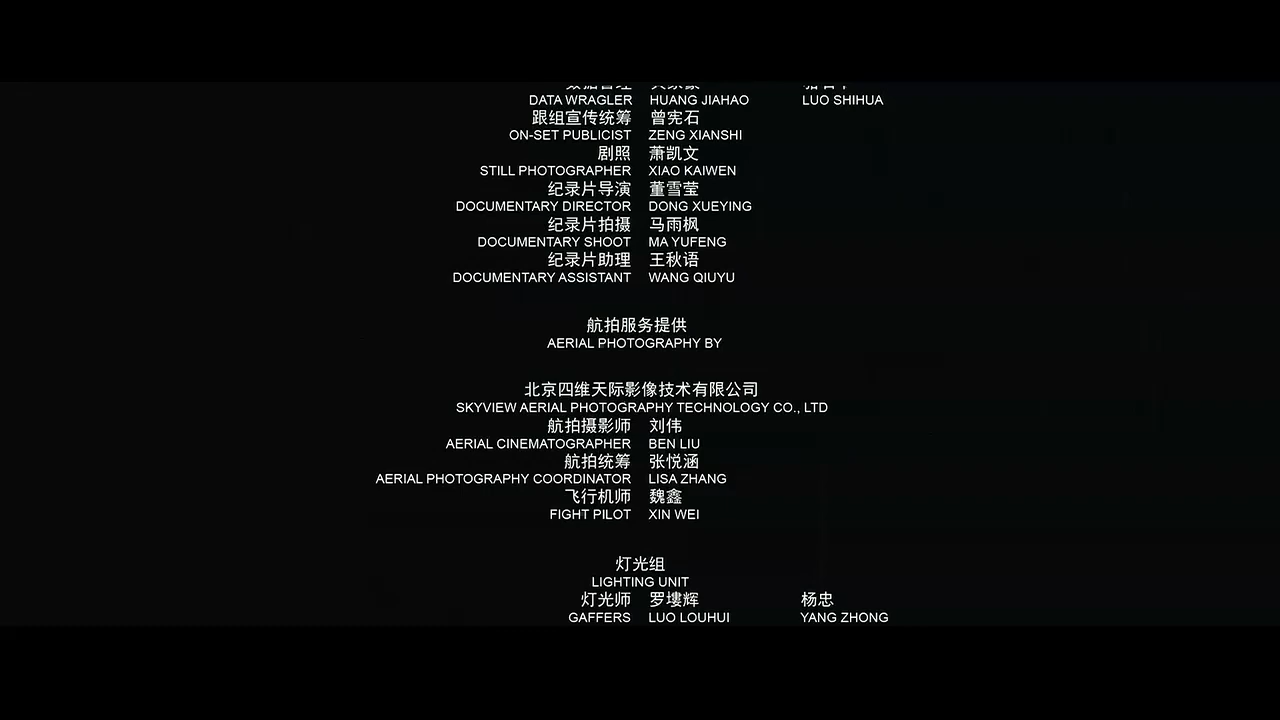 DATA WRAGLER HUANG JIAHAO LUO SHIHUA
跟组宣传统筹 曾宪石
ON-SET PUBLICIST ZENG XIANSHI
剧照 萧凯文
STILL PHOTOGRAPHER XIAO KAIWEN
纪录片导演 董雪莹
DOCUMENTARY DIRECTOR DONG XUEYING
纪录片拍摄 马雨枫
DOCUMENTARY SHOOT MA YUFENG
纪录片助理 王秋语
DOCUMENTARY ASSISTANT WANG QIUYU
航拍服务提供
AERIAL PHOTOGRAPHY BY
北京四维天际影像技术有限公司
SKYVIEW AERIAL PHOTOGRAPHY TECHNOLOGY CO., LTD
航拍摄影师 刘伟
AERIAL CINEMATOGRAPHER BEN LIU
航拍统筹 张悦涵
AERIAL PHOTOGRAPHY COORDINATOR LISA ZHANG
飞行机师 魏鑫
FIGHT PILOT XIN WEI
灯光组
LIGHTING UNIT
灯光师 罗塿辉 杨忠
GAFFERS LUO LOUHUI YANG ZHONG